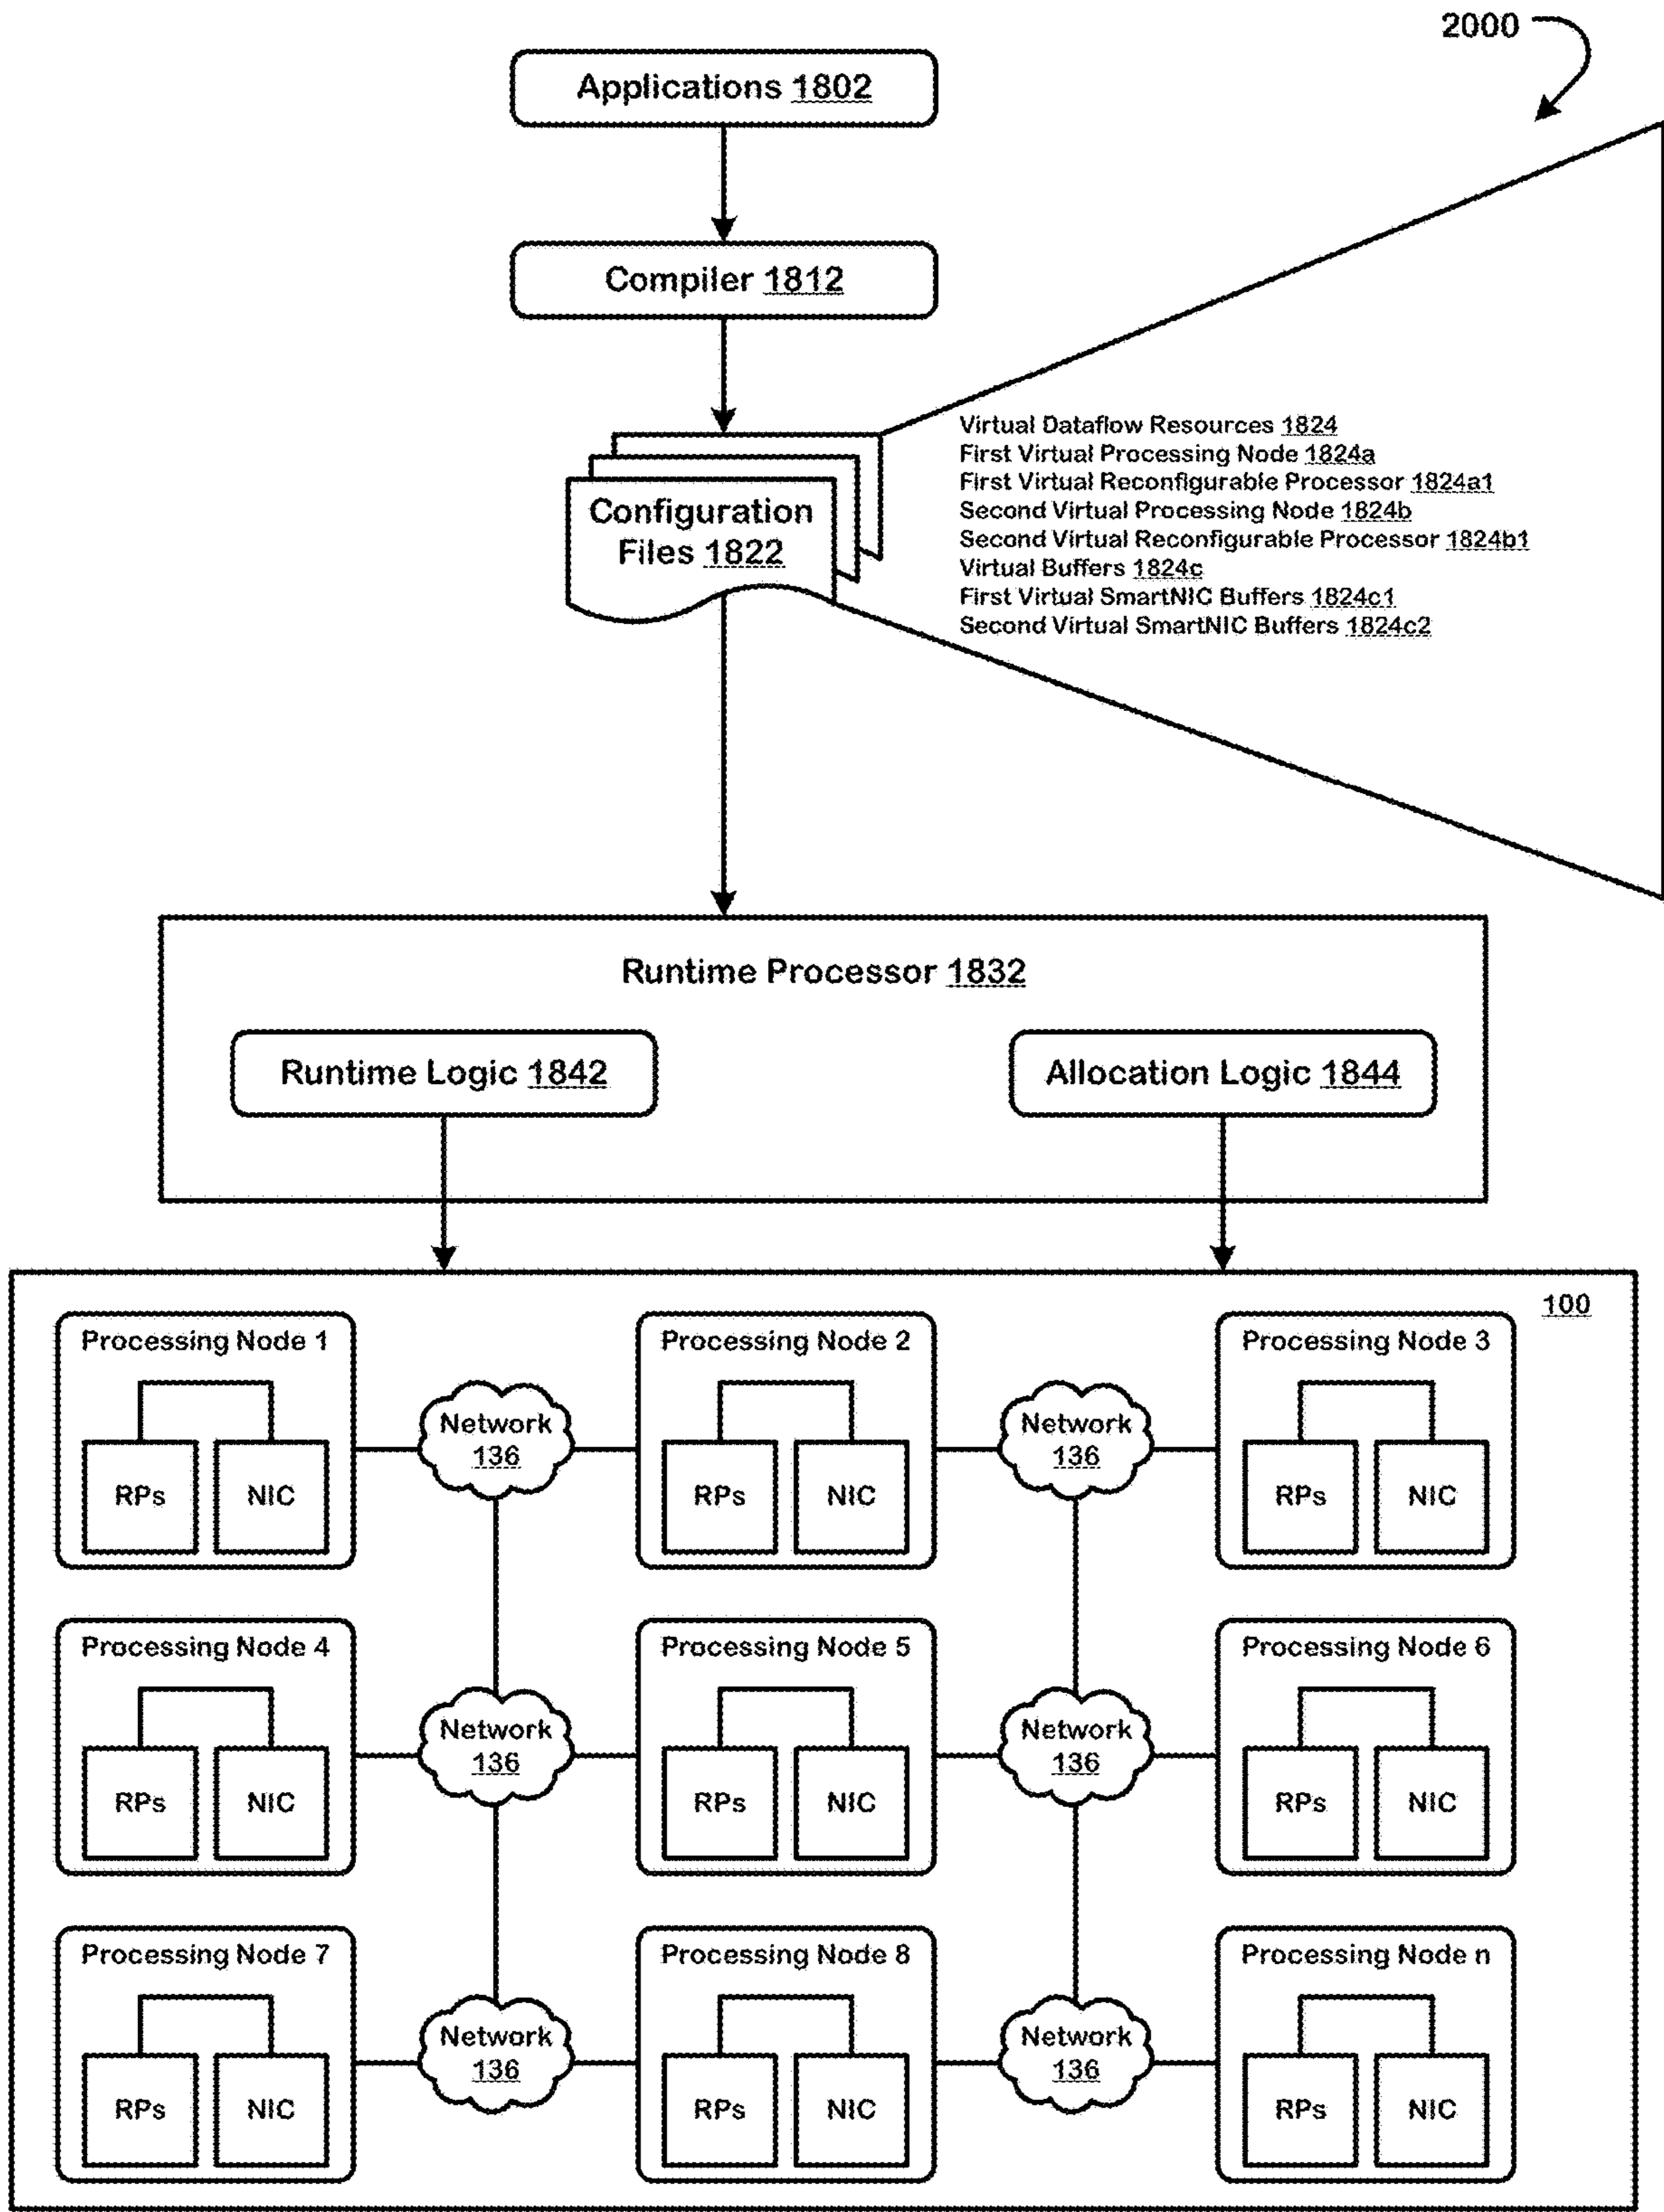 2000
Applications 1802
Compiler 1812
Configuration
Files 1822
Virtual Dataflow Resources 1824
First Virtual Processing Node 1824a
First Virtual Reconfigurable Processor 1824a1
Second Virtual Processing Node 1824b
Second Virtual Reconfigurable Processor 1824b1
Virtual Buffers 1824c
First Virtual SmartNIC Buffers 1824c1
Second Virtual SmartNIC Buffers 1824c2
Runtime Processor 1832
Runtime Logic 1842
Allocation Logic 1844
100
Processing Node 1
RPs
NIC
Network
136
Processing Node 2
RPs
NIC
Network
136
Processing Node 3
RPs
NIC
Processing Node 4
RPs
NIC
Network
136
Processing Node 5
RPs
NIC
Network
136
Processing Node 6
RPs
NIC
Processing Node 7
RPs
NIC
Network
136
Processing Node 8
RPs
NIC
Network
136
Processing Node n
RPs
NIC